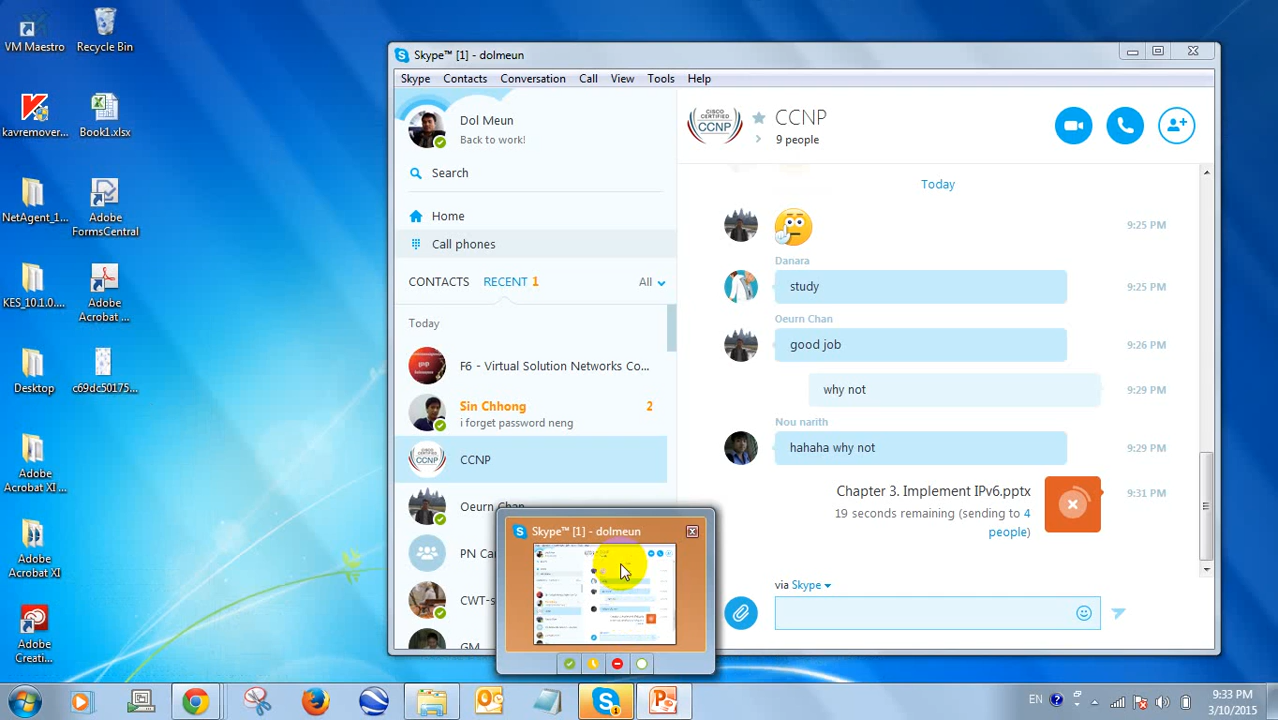 VM Maestro
Recycle Bin
kavremover...
Book1.xlsx
NetAgent_1...
Adobe
FormsCentral
KES_10.1.0....
Adobe
Acrobat ...
Desktop
c69dc50175...
Adobe
Acrobat XI ...
Adobe
Acrobat XI
Adobe
Creati...
Skype™ [1] - dolmeun
Skype Contacts Conversation Call View Tools Help
Dol Meun
Back to work!
Search
Home
Call phones
CONTACTS RECENT 1 All
Today
F6 - Virtual Solution Networks Co...
Sin Chhong 2
i forget password neng
CCNP
Oeurn Chan
PN Ca
CWT-s
GM
CISCO
CERTIFIED
CCNP
CCNP
9 people
Today
9:25 PM
Danara
study 9:25 PM
Oeurn Chan
good job 9:26 PM
why not 9:29 PM
Nou narith
hahaha why not 9:29 PM
Chapter 3. Implement IPv6.pptx 9:31 PM
19 seconds remaining (sending to 4
people)
via Skype
Skype™ [1] - dolmeun
EN
9:33 PM
3/10/2015